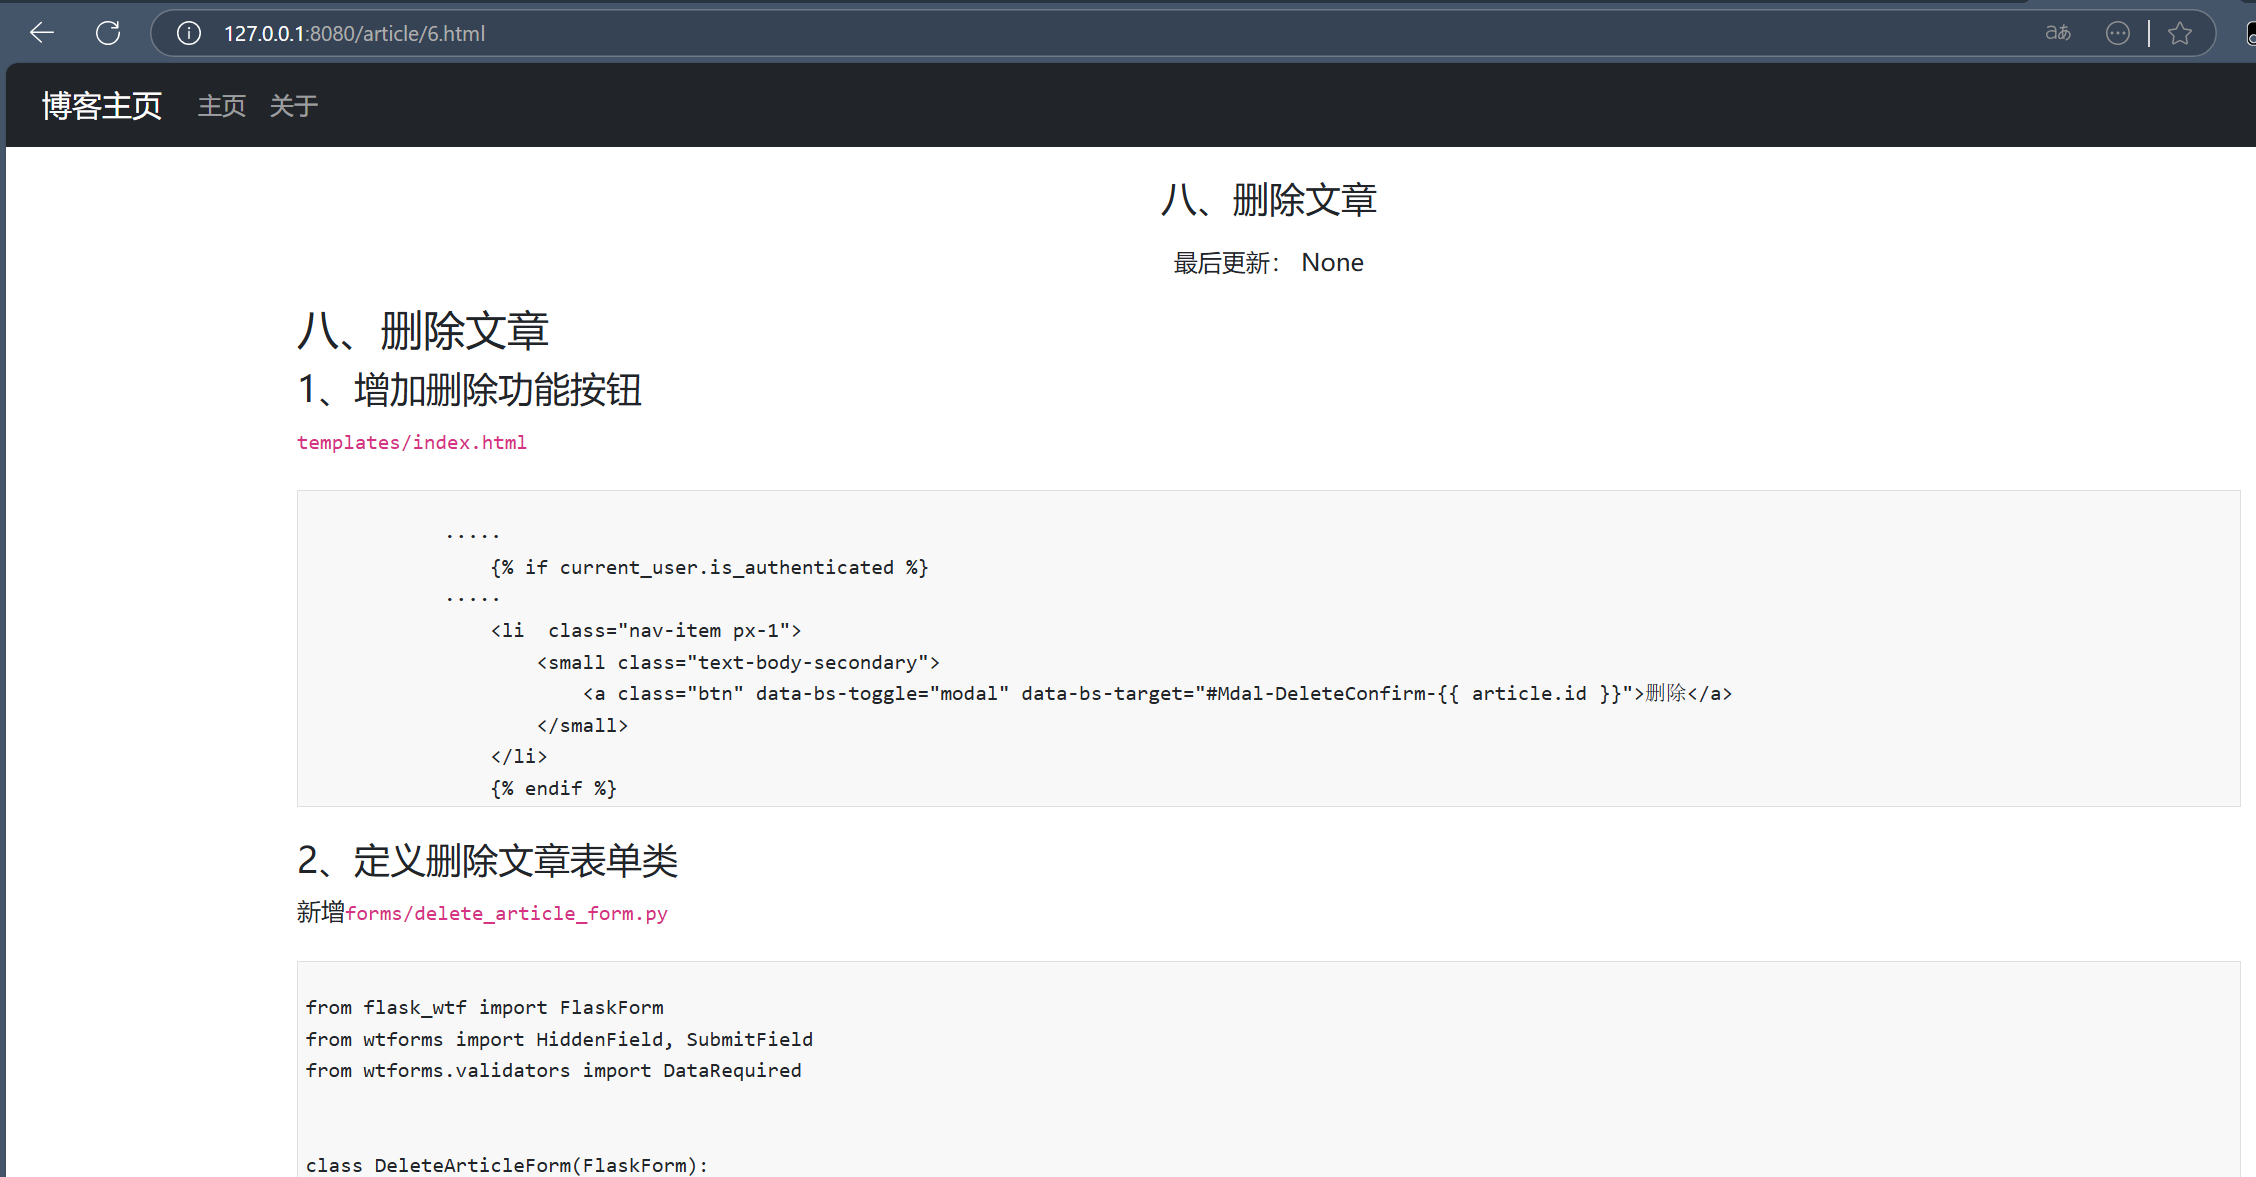 127.0.0.1:8080/article/6.html
aあ
博客主页 主页 关于
八、删除文章
最后更新： None
八、删除文章
1、增加删除功能按钮
templates/index.html
.....
{% if current_user.is_authenticated %}
.....
<li  class="nav-item px-1">
<small class="text-body-secondary">
<a class="btn" data-bs-toggle="modal" data-bs-target="#Mdal-DeleteConfirm-{{ article.id }}">删除</a>
</small>
</li>
{% endif %}
2、定义删除文章表单类
新增forms/delete_article_form.py
from flask_wtf import FlaskForm
from wtforms import HiddenField, SubmitField
from wtforms.validators import DataRequired
class DeleteArticleForm(FlaskForm):